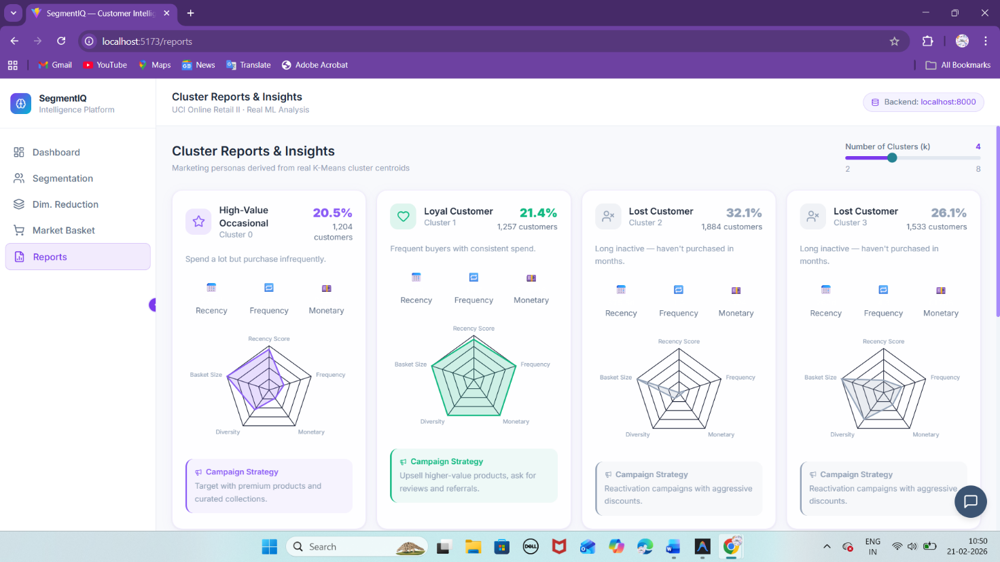 SegmentIQ — Customer Intellig
localhost:5173/reports
Gmail
YouTube
Maps
News
Translate
Adobe Acrobat
All Bookmarks
SegmentIQ
Intelligence Platform
Dashboard
Segmentation
Dim. Reduction
Market Basket
Reports
Cluster Reports & Insights
UCI Online Retail II · Real ML Analysis
Backend: localhost:8000
Cluster Reports & Insights
Marketing personas derived from real K-Means cluster centroids
Number of Clusters (k) 4
2 8
High-Value
Occasional
Cluster 0
20.5%
1,204
customers
Spend a lot but purchase infrequently.
Recency Frequency Monetary
Recency Score
Basket Size
Frequency
Diversity
Monetary
Campaign Strategy
Target with premium products and
curated collections.
Loyal Customer
Cluster 1
21.4%
1,257 customers
Frequent buyers with consistent spend.
Recency Frequency Monetary
Recency Score
Basket Size
Frequency
Diversity
Monetary
Campaign Strategy
Upsell higher-value products, ask for
reviews and referrals.
Lost Customer
Cluster 2
32.1%
1,884 customers
Long inactive — haven't purchased in
months.
Recency Frequency Monetary
Recency Score
Basket Size
Frequency
Diversity
Monetary
Campaign Strategy
Reactivation campaigns with aggressive
discounts.
Lost Customer
Cluster 3
26.1%
1,533 customers
Long inactive — haven't purchased in
months.
Recency Frequency Monetary
Recency Score
Basket Size
Frequency
Diversity
Monetary
Campaign Strategy
Reactivation campaigns with aggressive
discounts.
Search
DELL
ENG
IN
10:50
21-02-2026